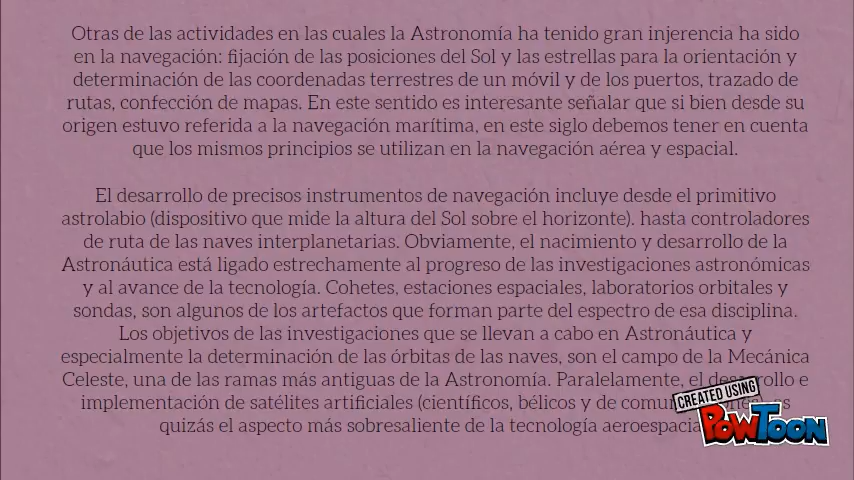 Otras de las actividades en las cuales la Astronomía ha tenido gran injerencia ha sido
en la navegación: fijación de las posiciones del Sol y las estrellas para la orientación y
determinación de las coordenadas terrestres de un móvil y de los puertos, trazado de
rutas, confección de mapas. En este sentido es interesante señalar que si bien desde su
origen estuvo referida a la navegación marítima, en este siglo debemos tener en cuenta
que los mismos principios se utilizan en la navegación aérea y espacial.
El desarrollo de precisos instrumentos de navegación incluye desde el primitivo
astrolabio (dispositivo que mide la altura del Sol sobre el horizonte). hasta controladores
de ruta de las naves interplanetarias. Obviamente, el nacimiento y desarrollo de la
Astronáutica está ligado estrechamente al progreso de las investigaciones astronómicas
y al avance de la tecnología. Cohetes, estaciones espaciales, laboratorios orbitales y
sondas, son algunos de los artefactos que forman parte del espectro de esa disciplina.
Los objetivos de las investigaciones que se llevan a cabo en Astronáutica y
especialmente la determinación de las órbitas de las naves, son el campo de la Mecánica
Celeste, una de las ramas más antiguas de la Astronomía. Paralelamente, el desarrollo e
implementación de satélites artificiales (científicos, bélicos y de comunicaciones), es
quizás el aspecto más sobresaliente de la tecnología aeroespacial
CREATED USING
POWTOON